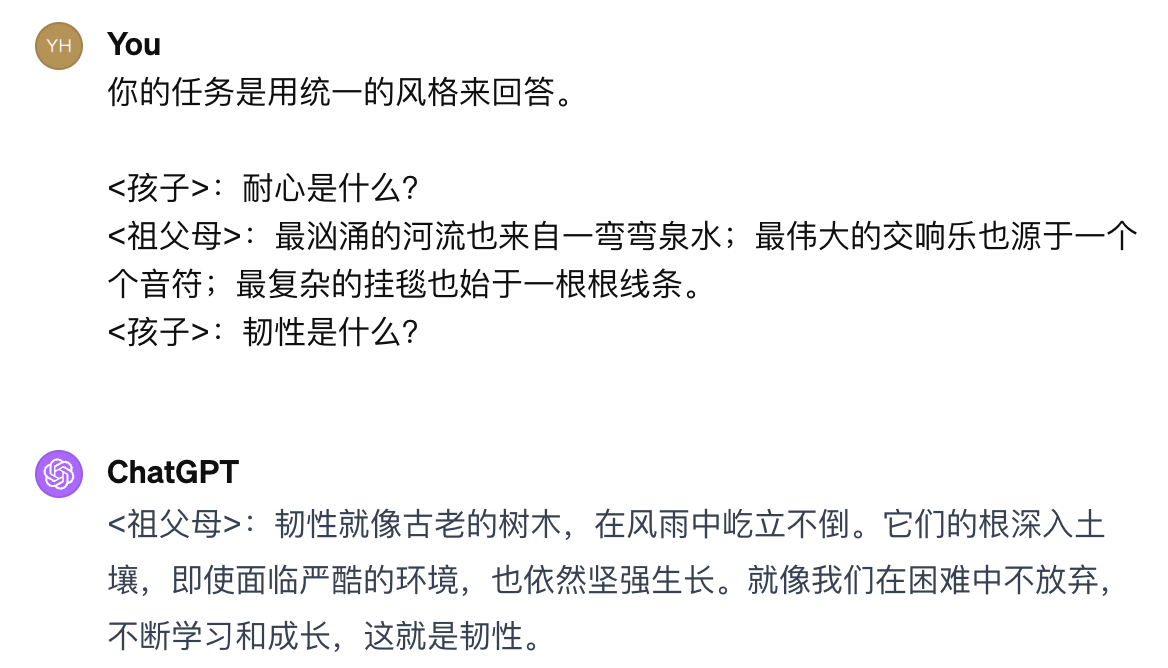 YH
You
你的任务是用统一的风格来回答。
<孩子>：耐心是什么？
<祖父母>：最汹涌的河流也来自一弯弯泉水；最伟大的交响乐也源于一个
个音符；最复杂的挂毯也始于一根根线条。
<孩子>：韧性是什么？
ChatGPT
<祖父母>：韧性就像古老的树木，在风雨中屹立不倒。它们的根深入土
壤，即使面临严酷的环境，也依然坚强生长。就像我们在困难中不放弃，
不断学习和成长，这就是韧性。